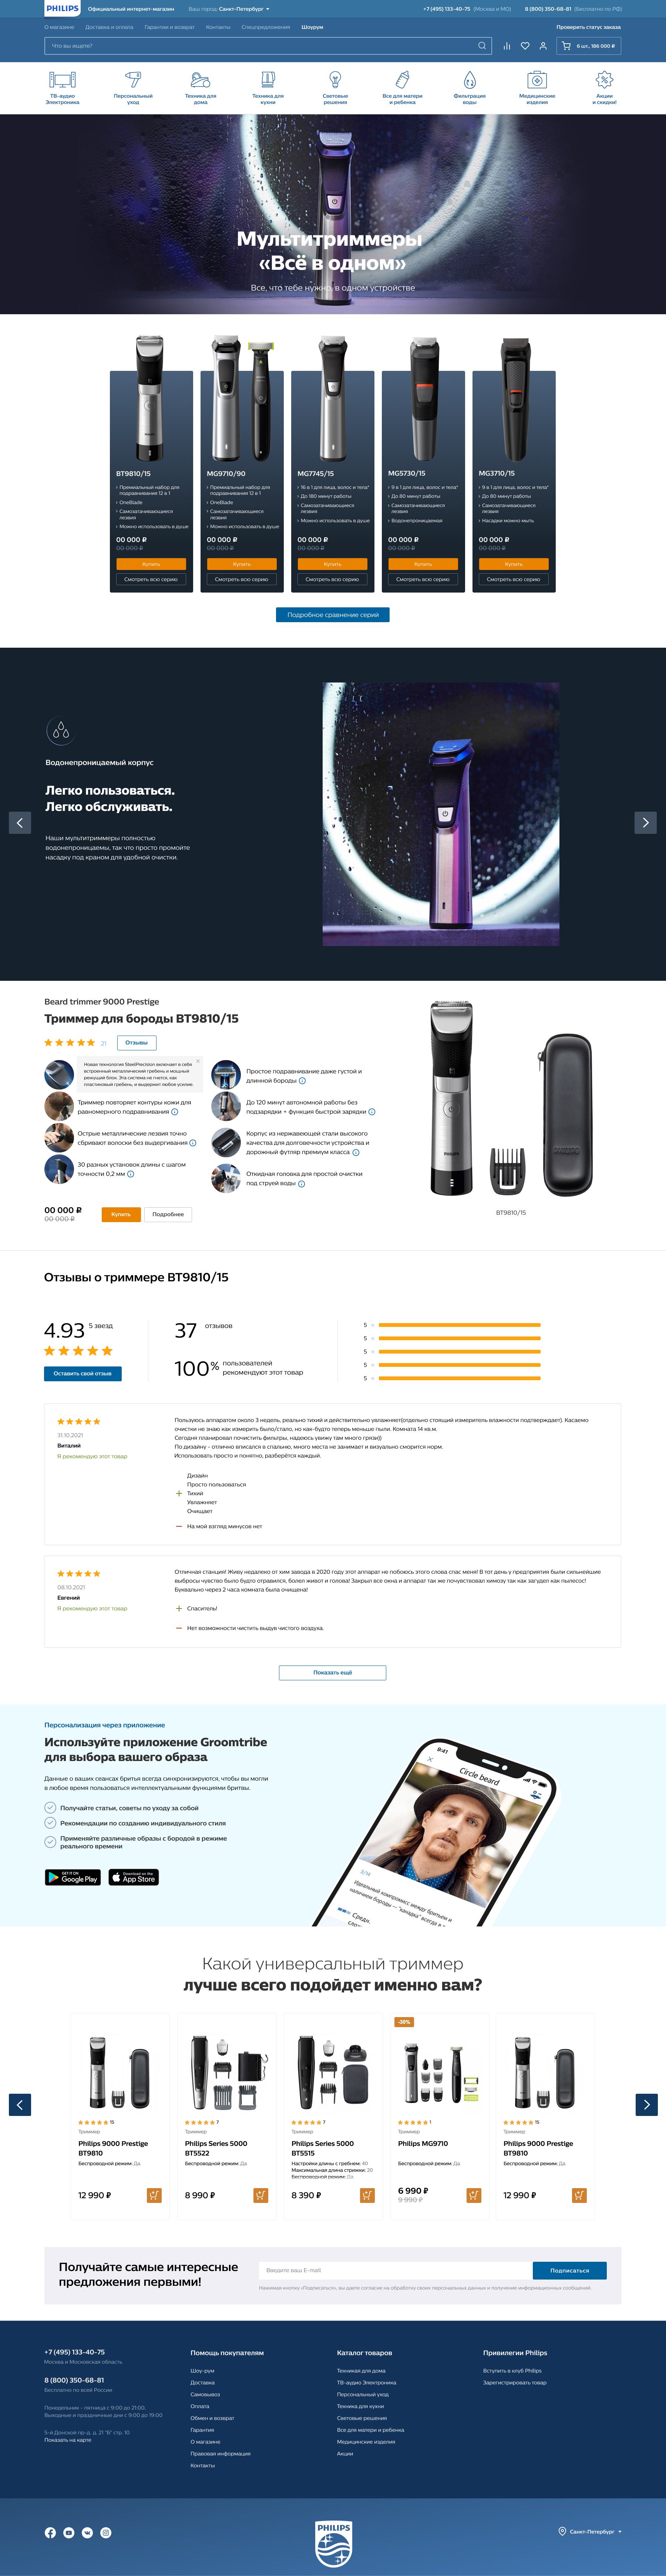 PHILIPS
Официальный интернет-магазин
Ваш город: Санкт-Петербург
+7 (495) 133-40-75 (Москва и МО)
8 (800) 350-68-81 (Бесплатно по РФ)
О магазине
Доставка и оплата
Гарантия и возврат
Контакты
Спецпредложения
Шоурум
Проверить статус заказа
Что вы ищете?
6 шт., 186 000 ₽
ТВ-аудио
Электроника
Персональный
уход
Техника для
дома
Техника для
кухни
Световые
решения
Все для матери
и ребенка
Фильтрация
воды
Медицинские
изделия
Акции
и скидки!
Мультитриммеры
«Всё в одном»
Все, что тебе нужно, в одном устройстве
BT9810/15
Премиальный набор для
подравнивания 12 в 1
OneBlade
Самозатачивающиеся
лезвия
Можно использовать в душе
00 000 ₽
00 000 ₽
Купить
Смотреть всю серию
MG9710/90
Премиальный набор для
подравнивания 12 в 1
OneBlade
Самозатачивающиеся
лезвия
Можно использовать в душе
00 000 ₽
00 000 ₽
Купить
Смотреть всю серию
MG7745/15
16 в 1 для лица, волос и тела*
До 180 минут работы
Самозатачивающиеся
лезвия
Можно использовать в душе
00 000 ₽
00 000 ₽
Купить
Смотреть всю серию
MG5730/15
9 в 1 для лица, волос и тела*
До 80 минут работы
Самозатачивающиеся
лезвия
Водонепроницаемая
00 000 ₽
00 000 ₽
Купить
Смотреть всю серию
MG3710/15
9 в 1 для лица, волос и тела*
До 80 минут работы
Самозатачивающиеся
лезвия
Насадки можно мыть
00 000 ₽
00 000 ₽
Купить
Смотреть всю серию
Подробное сравнение серий
Водонепроницаемый корпус
Легко пользоваться.
Легко обслуживать.
Наши мультитриммеры полностью
водонепроницаемы, так что просто промойте
насадку под краном для удобной очистки.
Beard trimmer 9000 Prestige
Триммер для бороды BT9810/15
21
Отзывы
Новая технология SteelPrecision включает в себя
встроенный металлический гребень и мощный
режущий блок. Эта система не гнется, как
пластиковый гребень, и выдержит любое усилие.
Триммер повторяет контуры кожи для
равномерного подравнивания
Острые металлические лезвия точно
сбривают волоски без выдергивания
30 разных установок длины с шагом
точности 0,2 мм
Простое подравнивание даже густой и
длинной бороды
До 120 минут автономной работы без
подзарядки + функция быстрой зарядки
Корпус из нержавеющей стали высокого
качества для долговечности устройства и
дорожный футляр премиум класса
Откидная головка для простой очистки
под струей воды
00 000 ₽
00 000 ₽
Купить
Подробнее
BT9810/15
Отзывы о триммере BT9810/15
4.93 5 звезд
Оставить свой отзыв
37 отзывов
100% пользователей
рекомендуют этот товар
5
5
5
5
5
31.10.2021
Виталий
Я рекомендую этот товар
Пользуюсь аппаратом около 3 недель, реально тихий и действительно увлажняет(отдельно стоящий измеритель влажности подтверждает). Касаемо
очистки не знаю как измерить было/стало, но как-будто теперь меньше пыли. Комната 14 кв.м.
Сегодня планировал почистить фильтры, надеюсь увижу там много грязи))
По дизайну - отлично вписался в спальню, много места не занимает и визуально сморится норм.
Использовать просто и понятно, разберётся каждый.
Дизайн
Просто пользоваться
Тихий
Увлажняет
Очищает
На мой взгляд минусов нет
08.10.2021
Евгений
Я рекомендую этот товар
Отличная станция! Живу недалеко от хим завода в 2020 году этот аппарат не побоюсь этого слова спас меня! В тот день у предприятия были сильнейшие
выбросы чувство было будто отравился, болел живот и голова! Закрыл все окна и аппарат так же почувствовал химозу так как загудел как пылесос!
Буквально через 2 часа комната была очищена!
Спаситель!
Нет возможности чистить выдув чистого воздуха.
Показать ещё
Персонализация через приложение
Используйте приложение Groomtribe
для выбора вашего образа
Данные о ваших сеансах бритья всегда синхронизируются, чтобы вы могли
в любое время пользоваться интеллектуальными функциями бритвы.
Получайте статьи, советы по уходу за собой
Рекомендации по созданию индивидуального стиля
Применяйте различные образы с бородой в режиме
реального времени
GET IT ON
Google Play
Download on the
App Store
9:41
Circle beard
3/14
Идеальный компромисс между бритьем и
наличием бороды — "канадка" всегда в
Средн.
Какой универсальный триммер
лучше всего подойдет именно вам?
15
Триммер
Philips 9000 Prestige
BT9810
Беспроводной режим: Да
12 990 ₽
7
Триммер
Philips Series 5000
BT5522
Беспроводной режим: Да
8 990 ₽
7
Триммер
Philips Series 5000
BT5515
Настройки длины с гребнем: 40
Максимальная длина стрижки: 20
Беспроводной режим: Да
8 390 ₽
-30%
1
Триммер
Philips MG9710
Беспроводной режим: Да
6 990 ₽
9 990 ₽
15
Триммер
Philips 9000 Prestige
BT9810
Беспроводной режим: Да
12 990 ₽
Получайте самые интересные
предложения первыми!
Введите ваш E-mail
Подписаться
Нажимая кнопку «Подписаться», вы даете согласие на обработку своих персональных данных и получение информационных сообщений.
+7 (495) 133-40-75
Москва и Московская область
8 (800) 350-68-81
Бесплатно по всей России
Понедельник - пятница с 9:00 до 21:00,
Выходные и праздничные дни с 9:00 до 19:00
5-й Донской пр-д, д. 21 "Б" стр. 10.
Показать на карте
Помощь покупателям
Шоу-рум
Доставка
Самовывоз
Оплата
Обмен и возврат
Гарантия
О магазине
Правовая информация
Контакты
Каталог товаров
Техникая для дома
ТВ-аудио Электроника
Персональный уход
Техника для кухни
Световые решения
Все для матери и ребенка
Медицинские изделия
Акции
Привилегии Philips
Вступить в клуб Philips
Зарегистрировать товар
PHILIPS
Санкт-Петербург